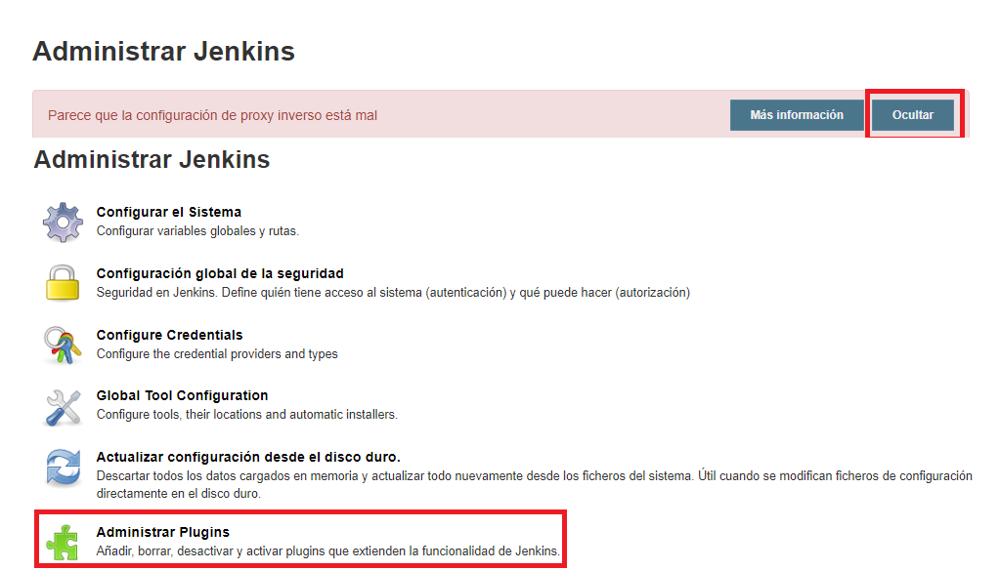 Administrar Jenkins
Parece que la configuración de proxy inverso está mal
Más información
Ocultar
Administrar Jenkins
Configurar el Sistema
Configurar variables globales y rutas.
Configuración global de la seguridad
Seguridad en Jenkins. Define quién tiene acceso al sistema (autenticación) y qué puede hacer (autorización)
Configure Credentials
Configure the credential providers and types
Global Tool Configuration
Configure tools, their locations and automatic installers.
Actualizar configuración desde el disco duro.
Descartar todos los datos cargados en memoria y actualizar todo nuevamente desde los ficheros del sistema. Útil cuando se modifican ficheros de configuración
directamente en el disco duro.
Administrar Plugins
Añadir, borrar, desactivar y activar plugins que extienden la funcionalidad de Jenkins.